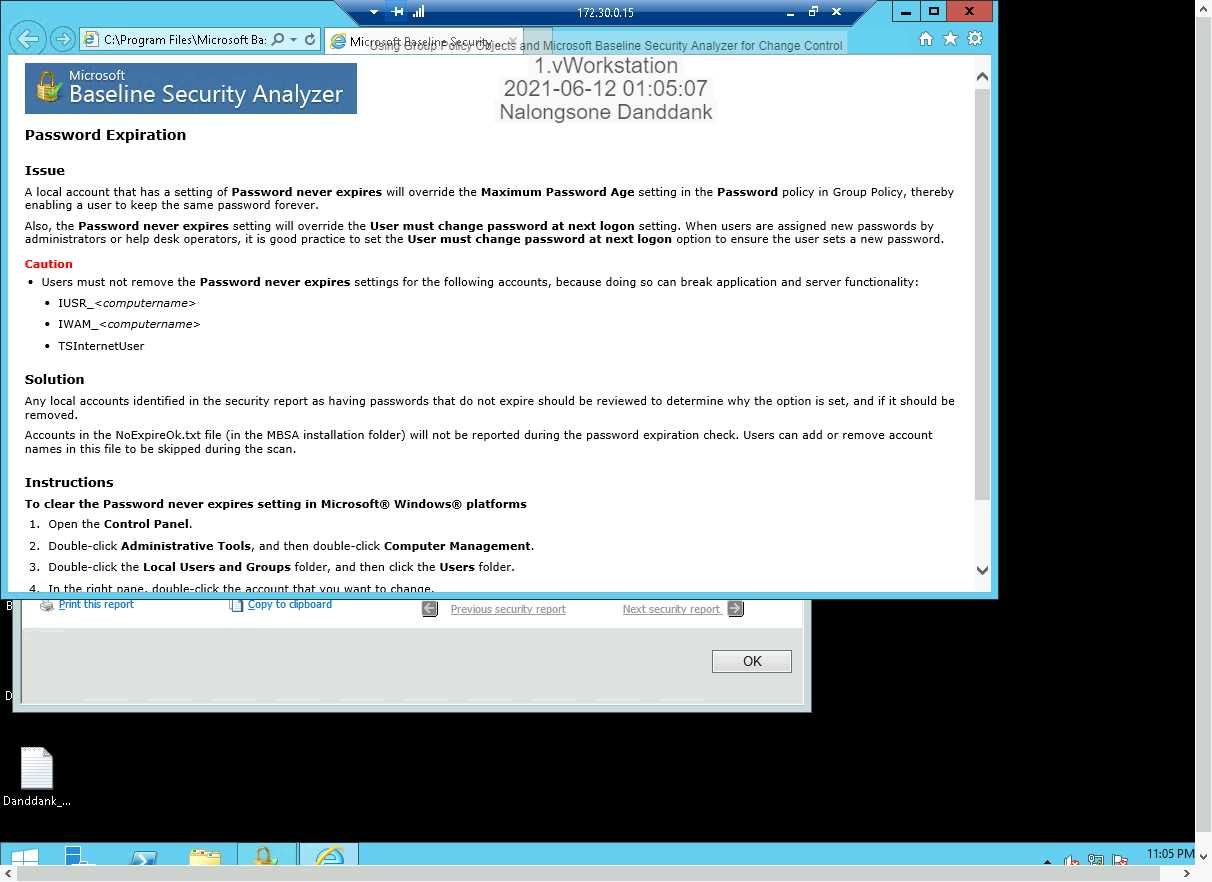 172.30.0.15
C:\Program Files\Microsoft Ba:
Microsoft Baseline Security
Using Group Policy Objects and Microsoft Baseline Security Analyzer for Change Control
1.vWorkstation
2021-06-12 01:05:07
Nalongsone Danddank
Microsoft
Baseline Security Analyzer
Password Expiration
Issue
A local account that has a setting of Password never expires will override the Maximum Password Age setting in the Password policy in Group Policy, thereby
enabling a user to keep the same password forever.
Also, the Password never expires setting will override the User must change password at next logon setting. When users are assigned new passwords by
administrators or help desk operators, it is good practice to set the User must change password at next logon option to ensure the user sets a new password.
Caution
• Users must not remove the Password never expires settings for the following accounts, because doing so can break application and server functionality:
• IUSR_<computername>
• IWAM_<computername>
• TSInternetUser
Solution
Any local accounts identified in the security report as having passwords that do not expire should be reviewed to determine why the option is set, and if it should be
removed.
Accounts in the NoExpireOk.txt file (in the MBSA installation folder) will not be reported during the password expiration check. Users can add or remove account
names in this file to be skipped during the scan.
Instructions
To clear the Password never expires setting in Microsoft® Windows® platforms
1. Open the Control Panel.
2. Double-click Administrative Tools, and then double-click Computer Management.
3. Double-click the Local Users and Groups folder, and then click the Users folder.
4. In the right pane, double-click the account that you want to change.
B
Print this report
Copy to clipboard
Previous security report
Next security report
OK
D
Danddank_...
11:05 PM